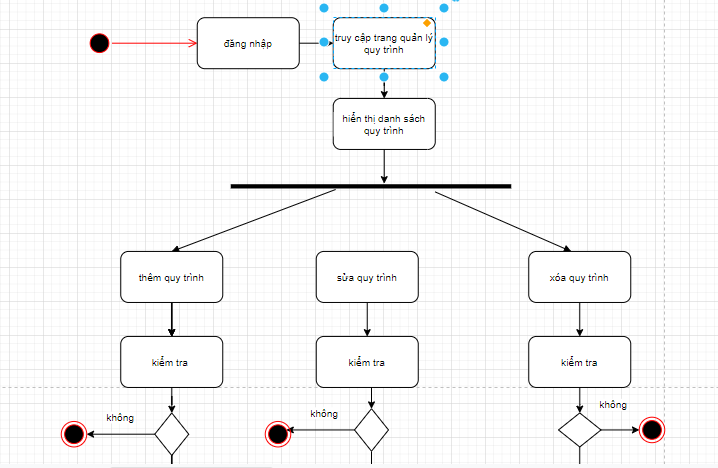 đăng nhập
truy cập trang quản lý
quy trình
hiển thị danh sách
quy trình
thêm quy trình
sửa quy trình
xóa quy trình
kiểm tra
kiểm tra
kiểm tra
không
không
không